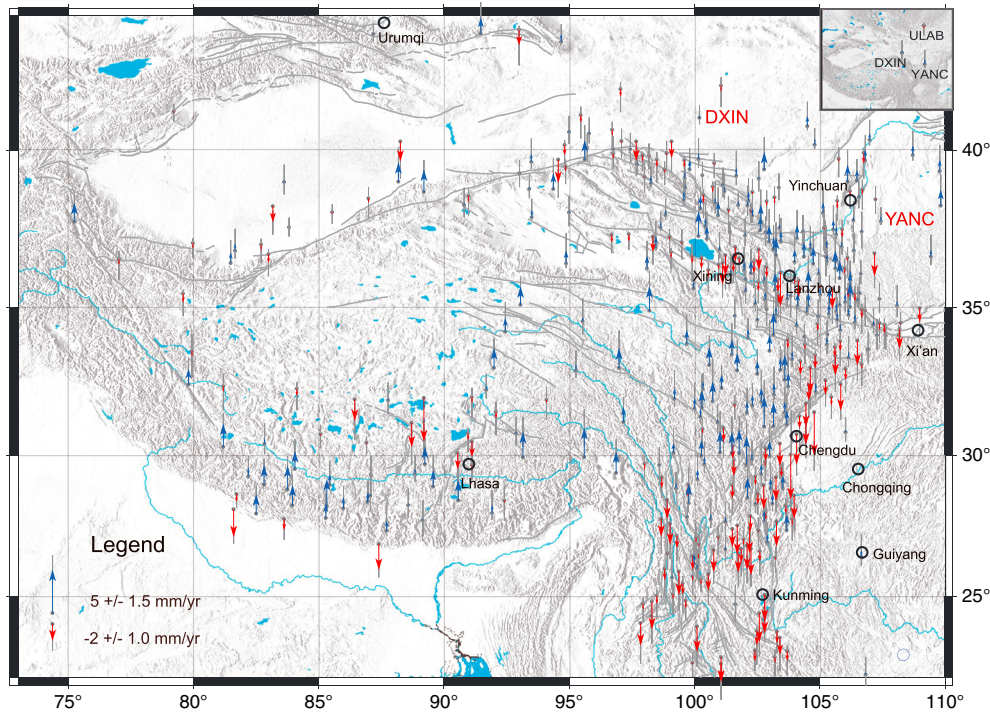 Urumqi
ULAB
DXIN
YANC
DXIN
40°
Yinchuan
YANC
Xining
Lanzhou
35°
Xi'an
30°
Chengdu
Lhasa
Chongqing
Legend
Guiyang
5 +/- 1.5 mm/yr
Kunming
25°
-2 +/- 1.0 mm/yr
75°
80°
85°
90°
95°
100°
105°
110°